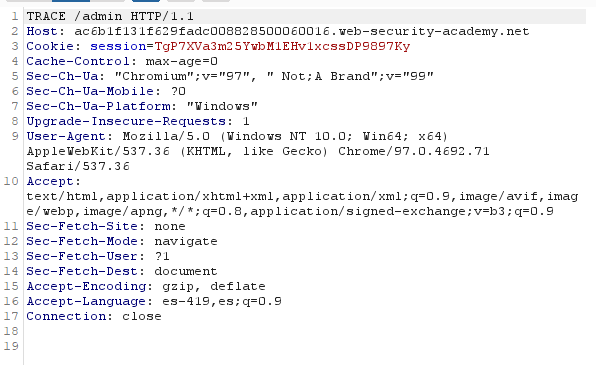 1 TRACE /admin HTTP/1.1
2 Host: ac6b1f131f629fadc008828500060016.web-security-academy.net
3 Cookie: session=TgP7XVa3m25YwbM1EHv1xcssDP9897Ky
4 Cache-Control: max-age=0
5 Sec-Ch-Ua: "Chromium";v="97", " Not;A Brand";v="99"
6 Sec-Ch-Ua-Mobile: ?0
7 Sec-Ch-Ua-Platform: "Windows"
8 Upgrade-Insecure-Requests: 1
9 User-Agent: Mozilla/5.0 (Windows NT 10.0; Win64; x64)
AppleWebKit/537.36 (KHTML, like Gecko) Chrome/97.0.4692.71
Safari/537.36
10 Accept:
text/html,application/xhtml+xml,application/xml;q=0.9,image/avif,imag
e/webp,image/apng,*/*;q=0.8,application/signed-exchange;v=b3;q=0.9
11 Sec-Fetch-Site: none
12 Sec-Fetch-Mode: navigate
13 Sec-Fetch-User: ?1
14 Sec-Fetch-Dest: document
15 Accept-Encoding: gzip, deflate
16 Accept-Language: es-419,es;q=0.9
17 Connection: close
18
19